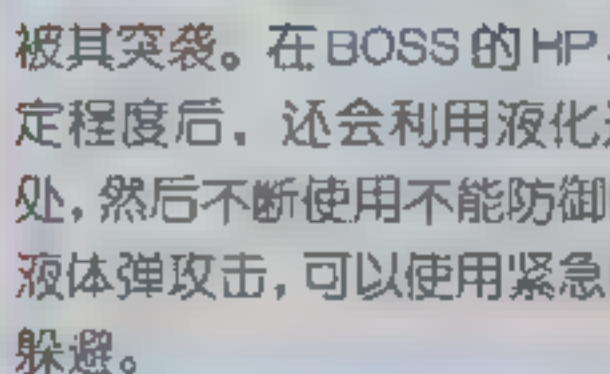 被其突袭。在BOSS的HP
定程度后，还会利用液化
处，然后不断使用不能防御
液体弹攻击，可以使用紧急
躲避。